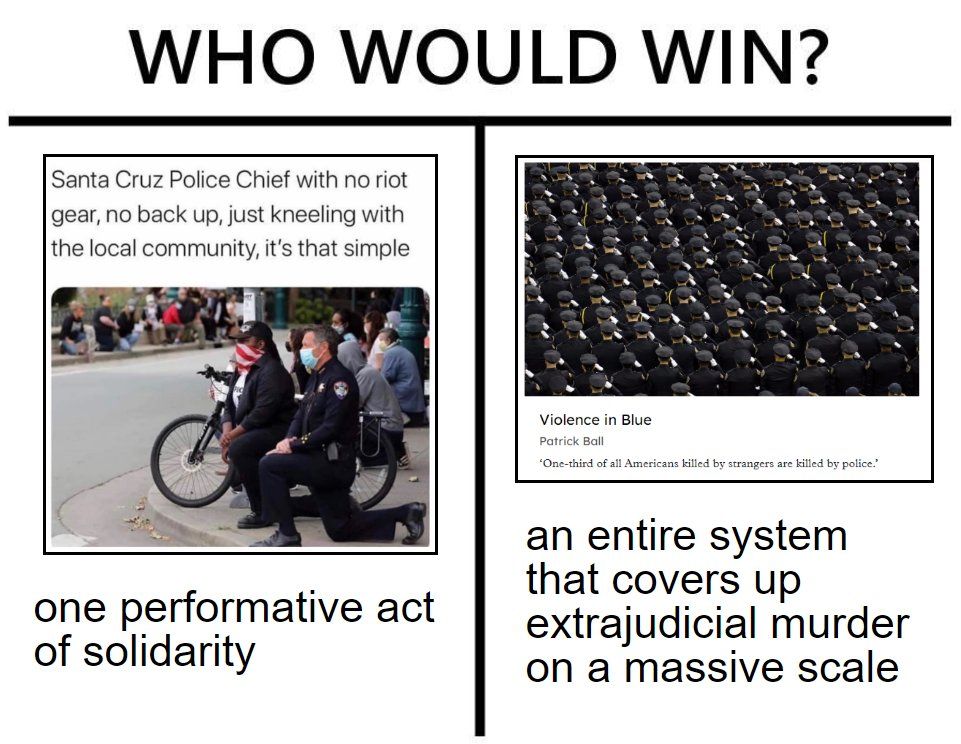 WHO WOULD WIN?
Santa Cruz Police Chief with no riot
gear, no back up, just kneeling with
the local community, it's that simple
one performative act
of solidarity
Violence in Blue
Patrick Ball
‘One-third of all Americans killed by strangers are killed by police.’
an entire system
that covers up
extrajudicial murder
on a massive scale